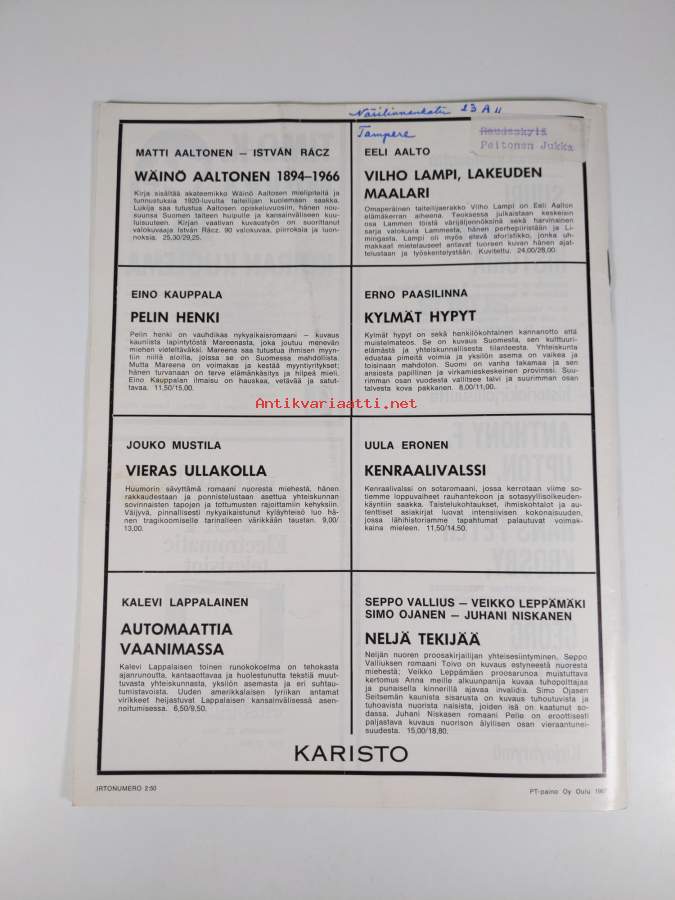 Näsilinnankatu 23 A 11
Tampere
Haudankylä
Peltonen Jukka
MATTI AALTONEN – ISTVÁN RÁCZ
WÄINÖ AALTONEN 1894–1966
Kirja sisältää akateemikko Wäinö Aaltosen mielipiteitä ja
tunnustuksia 1920-luvulta taiteilijan kuolemaan saakka.
Lukija saa tutustua Aaltosen opiskeluvuosiin, hänen nou-
suunsa Suomen taiteen huipulle ja kansainväliseen kuu-
luisuuteen. Kirjan vaativan kuvaustyön on suorittanut
valokuvaaja István Rácz. 90 valokuvaa, piirroksia ja luon-
noksia. 25,30/29,25.
EELI AALTO
VILHO LAMPI, LAKEUDEN
MAALARI
Omaperäinen taiteilijaerakko Vilho Lampi on Eeli Aalton
elämäkerran aiheena. Teoksessa julkaistaan keskeisin
osa Lammen töistä värijäljennöksinä sekä harvinainen
sarja valokuvia Lammesta, hänen perhepiiristään ja Li-
mingasta. Lampi oli myös etevä aforistikko, jonka uh-
makkaat mietelauseet antavat tuoreen kuvan hänen ajat-
telustaan ja työskentelystään. Kuvitettu. 24,00/28,00.
EINO KAUPPALA
PELIN HENKI
Pelin henki on vauhdikas nykyaikaisromaani – kuvaus
kauniista lapintytöstä Mareenasta, joka joutuu menevän
miehen vieteltäväksi. Mareena saa tutustua ihmisen myyn-
tiin niillä aloilla, joissa se on Suomessa mahdollista.
Mutta Mareena on voimakas ja kestää myyntiyritykset;
hänen turvanaan on terve elämänkäsitys ja hilpeä mieli.
Eino Kauppalan ilmaisu on hauskaa, vetävää ja satut-
tavaa. 11,50/15,00.
ERNO PAASILINNA
KYLMÄT HYPYT
Kylmät hypyt on sekä henkilökohtainen kannanotto että
muistelmateos. Se on kuvaus Suomesta, sen kulttuuri-
elämästä ja yhteiskunnallisesta tilanteesta. Yhteiskunta
edustaa pimeitä voimia ja yksilön asema on vaikea ja
toisinaan mahdoton. Suomi on vanha takamaa ja sen
ansiosta papillinen ja virkamieskeskeinen provinssi. Suu-
rimman osan vuodesta vallitsee talvi ja suurimman osan
talvesta kova pakkanen. 8,00/11,00.
Antikvariaatti.net
JOUKO MUSTILA
VIERAS ULLAKOLLA
Huumorin sävyttämä romaani nuoresta miehestä, hänen
rakkaudestaan ja ponnistelustaan asettua yhteiskunnan
sovinnaisten tapojen ja tottumusten rajoittamiin kehyksiin.
Väljyvä, pinnallisesti nykyaikaistunut kyläyhteisö luo hä-
nen tragikoomiselle tarinalleen värikkään taustan. 9,00/
13,00.
UULA ERONEN
KENRAALIVALSSI
Kenraalivalssi on sotaromaani, jossa kerrotaan viime so-
tiemme loppuvaiheet rauhantekoon ja sotasyyllisoikeuden-
käyntiin saakka. Taistelukohtaukset, ihmiskohtalot ja au-
tenttiset asiakirjat luovat intensiivisen kokonaisuuden,
jossa lähihistoriamme tapahtumat palautuvat voimak-
kaina mieleen. 11,50/14,50.
KALEVI LAPPALAINEN
AUTOMAATTIA
VAANIMASSA
Kalevi Lappalaisen toinen runokokoelma on tehokasta
ajanrunoutta, kantaaottavaa ja huolestunutta tekstiä muut-
tuvasta yhteiskunnasta, yksilön asemasta ja eri suhtau-
tumistavoista. Uuden amerikkalaisen lyriikan antamat
virikkeet heijastuvat Lappalaisen kansainvälisessä asen-
noitumisessa. 6,50/9,50.
SEPPO VALLIUS – VEIKKO LEPPÄMÄKI
SIMO OJANEN – JUHANI NISKANEN
NELJÄ TEKIJÄÄ
Neljän nuoren proosakirjailijan yhteisesiintyminen. Seppo
Valliuksen romaani Toivo on kuvaus estyneestä nuoresta
miehestä; Veikko Leppämäen proosarunoa muistuttava
kertomus Anna meille alkuunpanija kuvaa tuhopolttajaa
ja punaisella kinnerillä ajavaa invalidia. Simo Ojasen
Seitsemän kaunista sisarusta on kuvaus tuhoutuvista ja
tuhoavista nuorista naisista, joiden isä on kaatunut so-
dassa. Juhani Niskasen romaani Pelle on eroottisesti
paljastava kuvaus nuorison älyllisen osan vieraantunei-
suudesta. 15,00/18,80.
KARISTO
IRTONUMERO 2:50
PT-paino Oy Oulu 1967